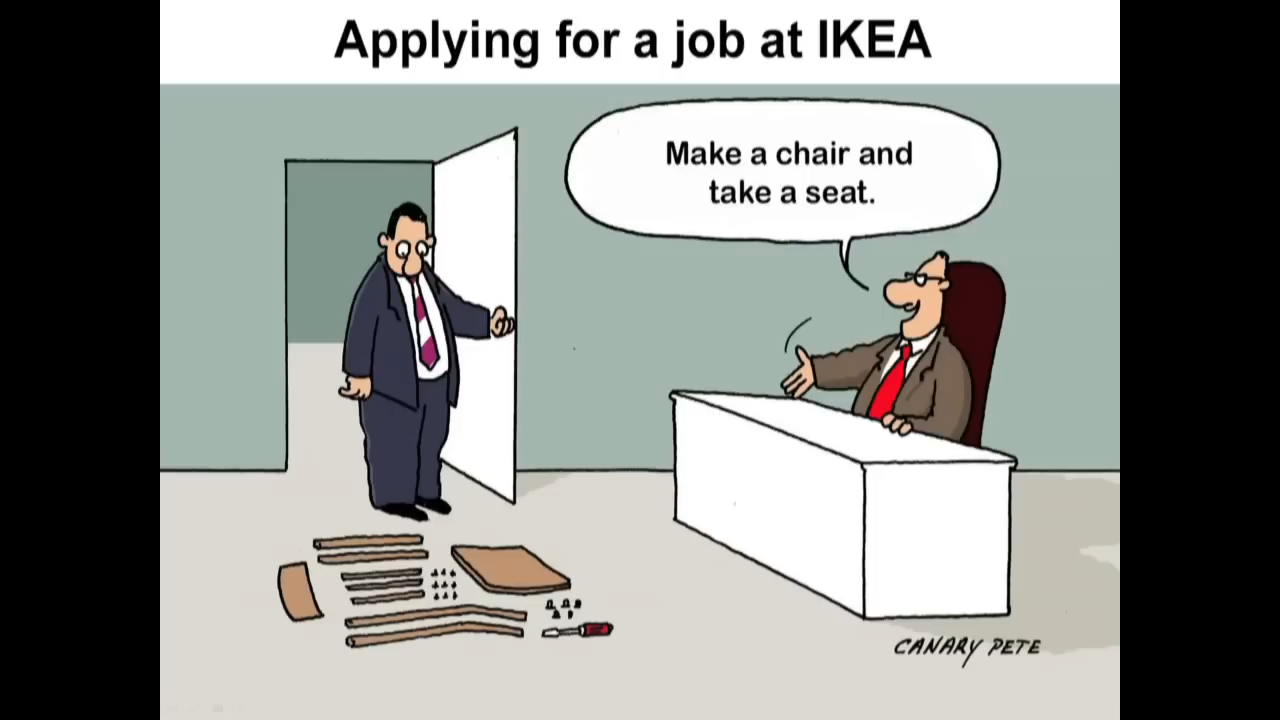 Applying for a job at IKEA
Make a chair and
take a seat.
CANARY PETE